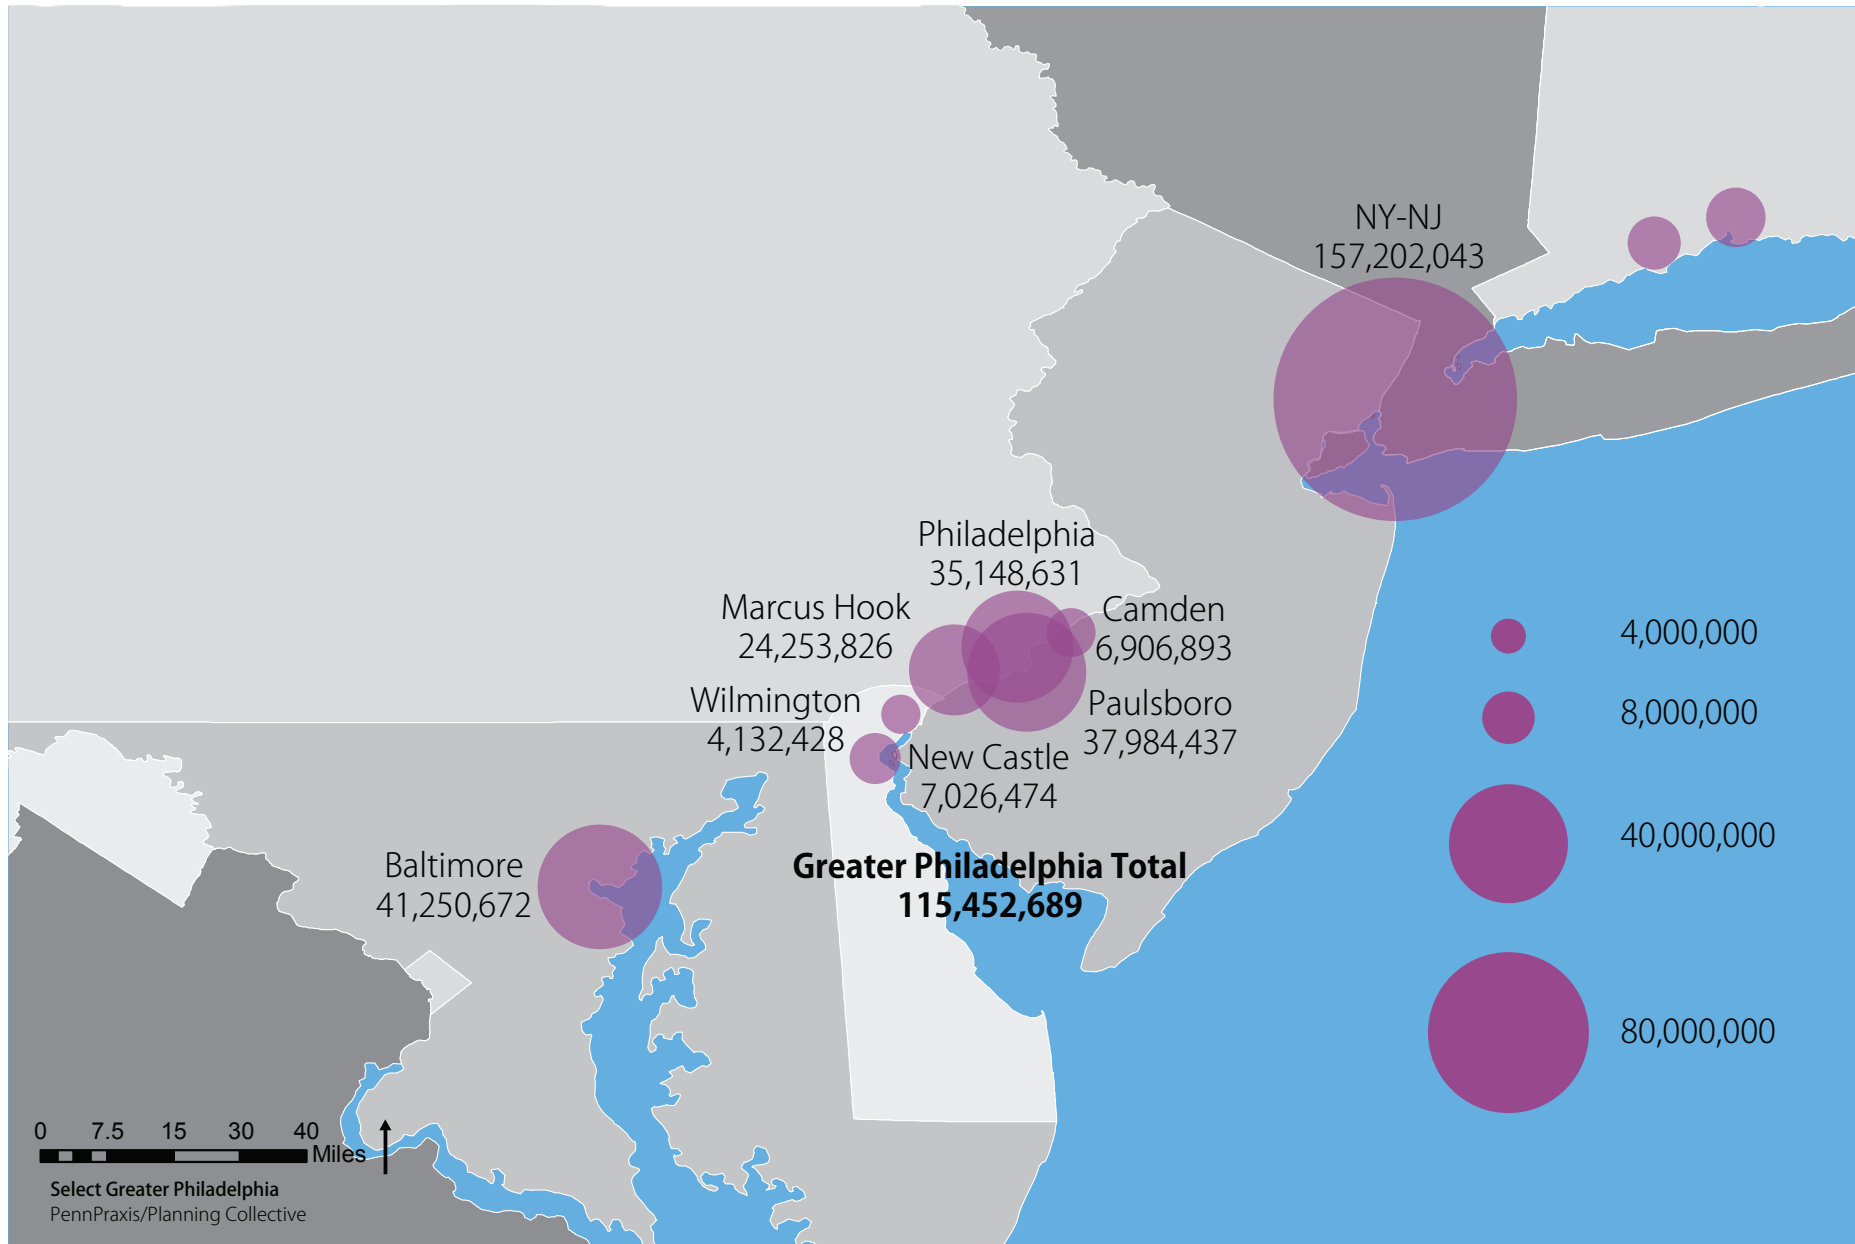 NY-NJ
157,202,043
Philadelphia
35,148,631
Marcus Hook
24,253,826
Camden
6,906,893
Wilmington
4,132,428
Paulsboro
37,984,437
New Castle
7,026,474
Baltimore
41,250,672
Greater Philadelphia Total
115,452,689
4,000,000
8,000,000
40,000,000
80,000,000
0 7.5 15 30 40
Miles
Select Greater Philadelphia
PennPraxis/Planning Collective